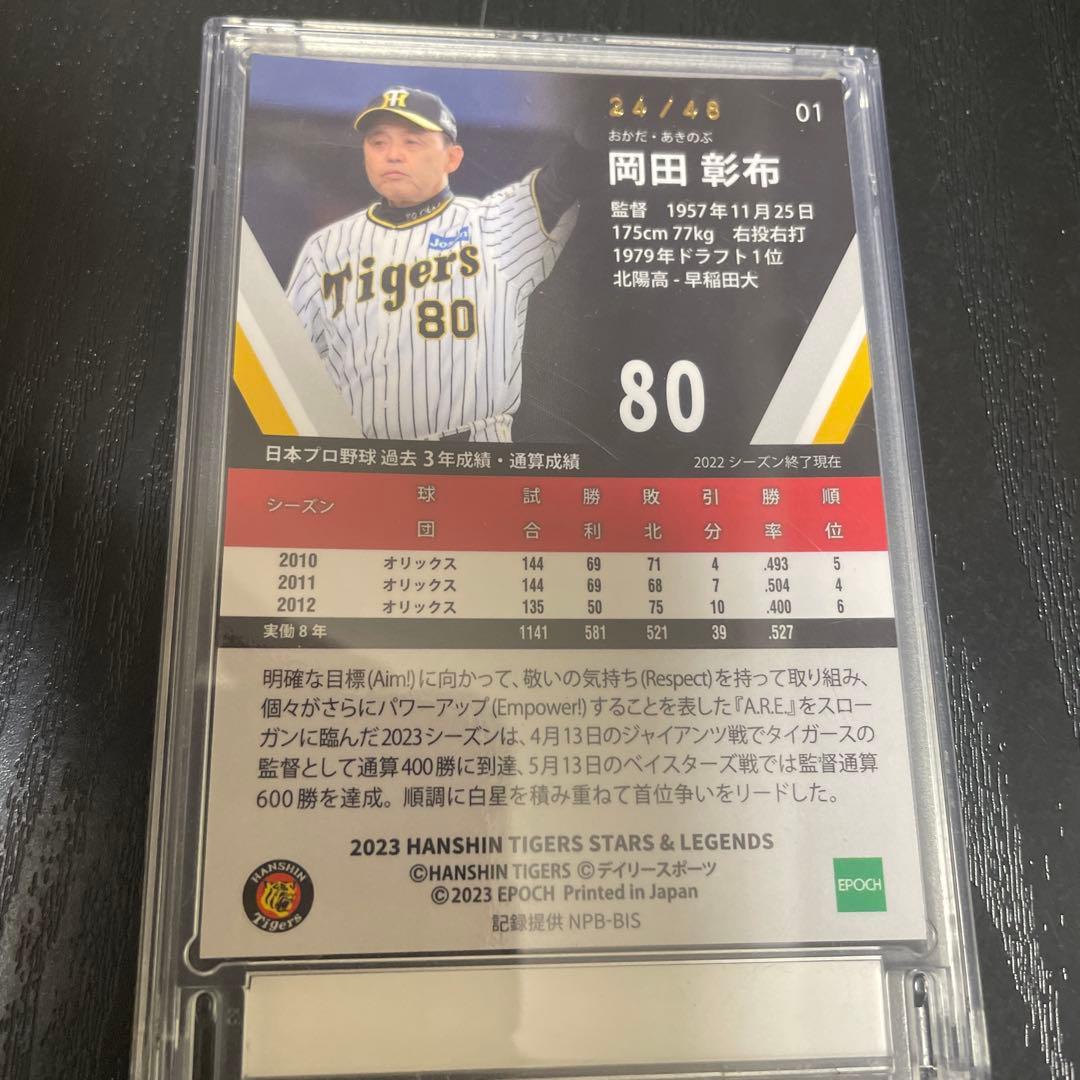 24/48
01
おかだ・あきのぶ
岡田 彰布
監督 1957年11月25日
175cm 77kg 右投右打
1979年ドラフト1位
北陽高 - 早稲田大
Tigers
80
80
日本プロ野球 過去3年成績・通算成績
2022 シーズン終了現在
シーズン 球団 試合 勝利 敗北 引分 勝率 順位
2010 オリックス 144 69 71 4 .493 5
2011 オリックス 144 69 68 7 .504 4
2012 オリックス 135 50 75 10 .400 6
実働8年 1141 581 521 39 .527
明確な目標(Aim!)に向かって、敬いの気持ち(Respect)を持って取り組み、
個々がさらにパワーアップ(Empower!)することを表した『A.R.E.』をスロー
ガンに臨んだ2023シーズンは、4月13日のジャイアンツ戦でタイガースの
監督として通算400勝に到達、5月13日のベイスターズ戦では監督通算
600勝を達成。順調に白星を積み重ねて首位争いをリードした。
2023 HANSHIN TIGERS STARS & LEGENDS
©HANSHIN TIGERS ©デイリースポーツ
©2023 EPOCH Printed in Japan
記録提供 NPB-BIS
HANSHIN
Tigers
EPOCH